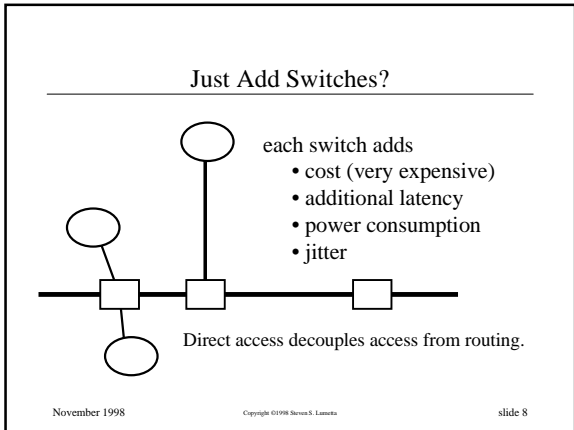 Just Add Switches?
each switch adds
• cost (very expensive)
• additional latency
• power consumption
• jitter
Direct access decouples access from routing.
November 1998
Copyright ©1998 Steven S. Lumetta
slide 8